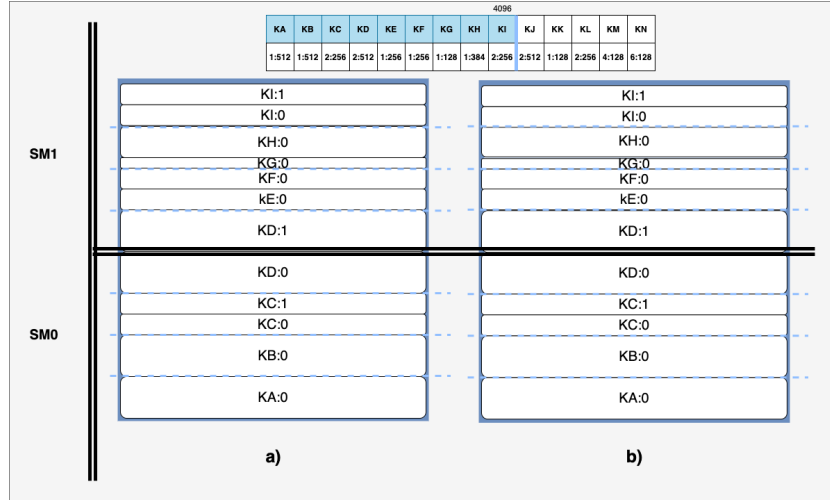 4096
KA KB KC KD KE KF KG KH KI KJ KK KL KM KN
1:512 1:512 2:256 2:512 1:256 1:256 1:128 1:384 2:256 2:512 1:128 2:256 4:128 6:128
SM1
SM0
KI:1
KI:0
KH:0
KG:0
KF:0
kE:0
KD:1
KD:0
KC:1
KC:0
KB:0
KA:0
a)
KI:1
KI:0
KH:0
KG:0
KF:0
kE:0
KD:1
KD:0
KC:1
KC:0
KB:0
KA:0
b)